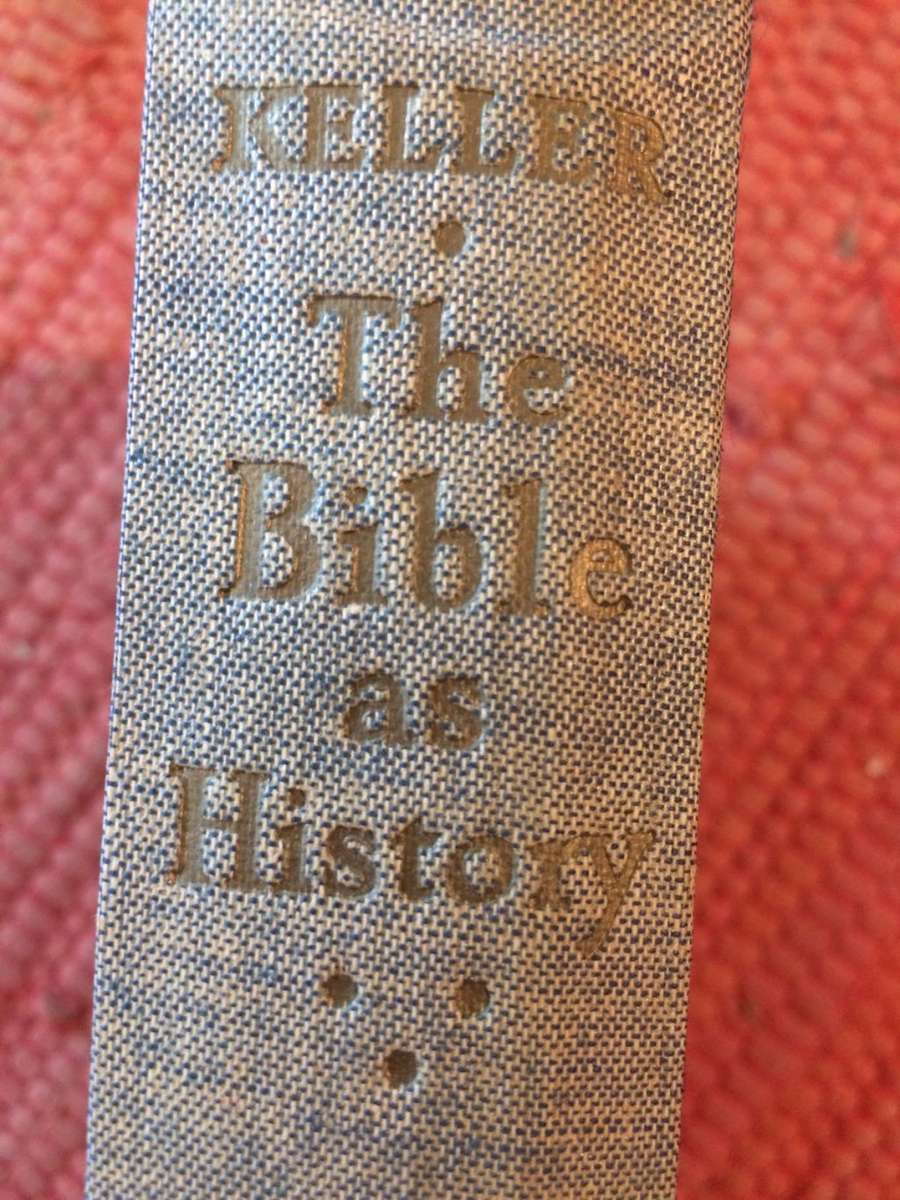 KELLER
The
Bible
as
History